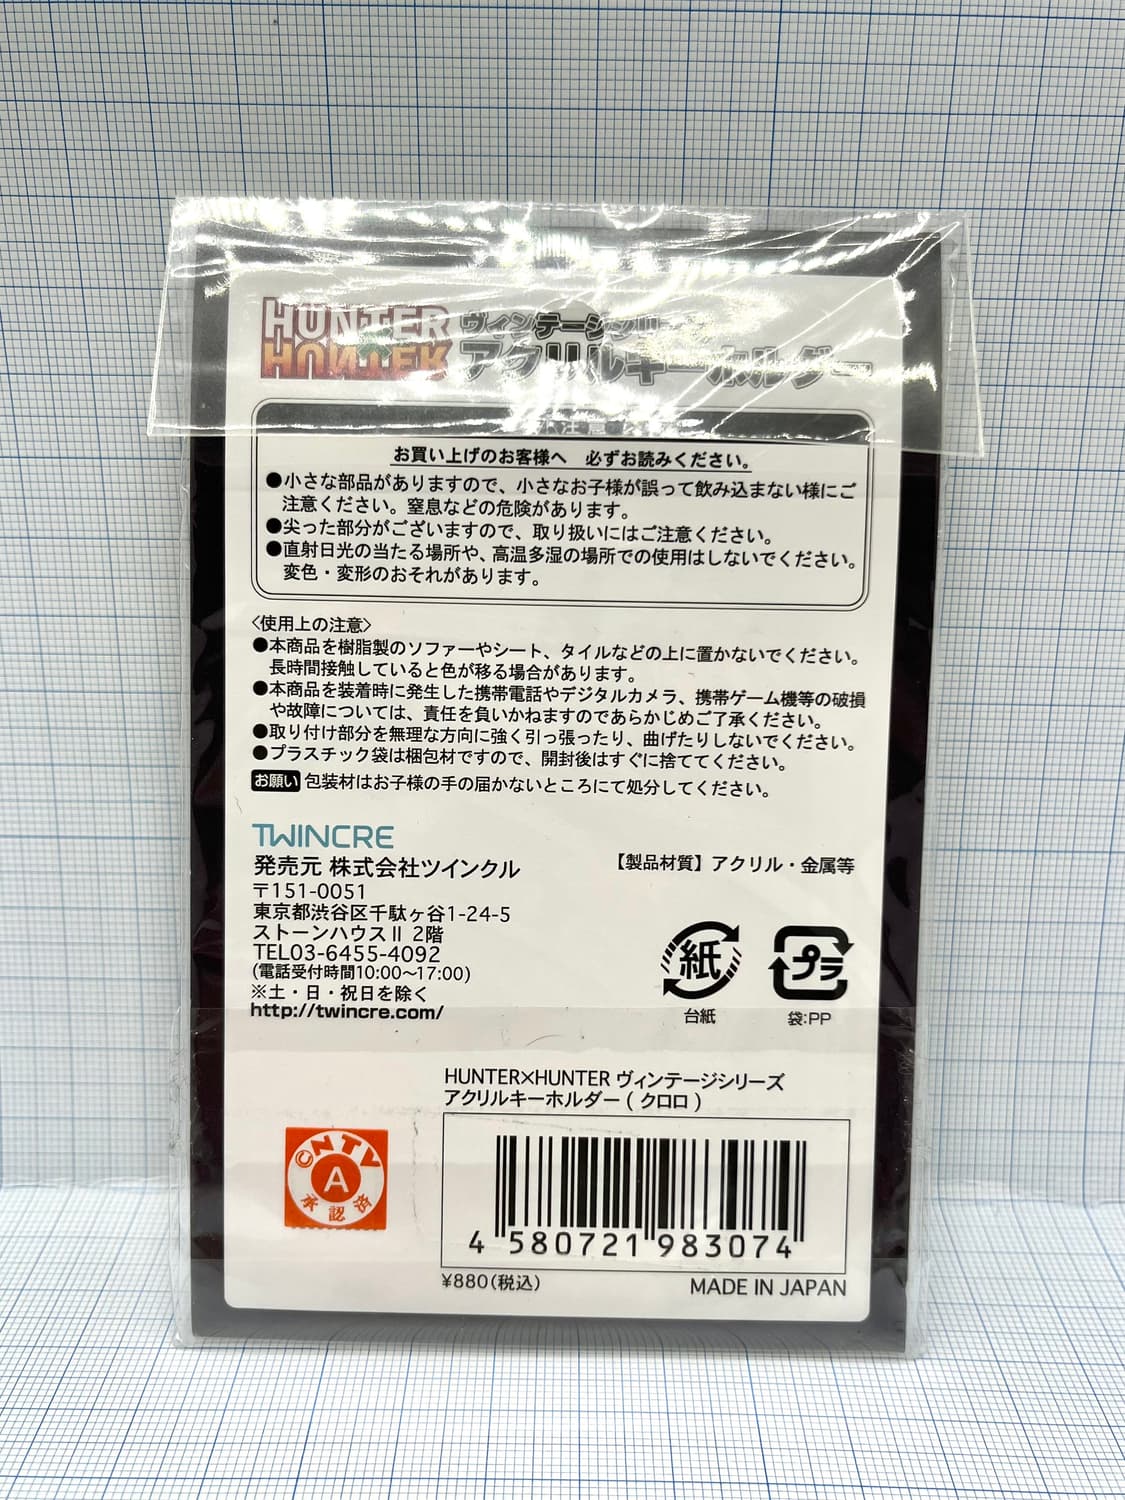 HUNTER
HUNTER
ヴィンテージシリーズ
アクリルキーホルダー
お買い上げのお客様へ　必ずお読みください。
●小さな部品がありますので、小さなお子様が誤って飲み込まない様にご
注意ください。窒息などの危険があります。
●尖った部分がございますので、取り扱いにはご注意ください。
●直射日光の当たる場所や、高温多湿の場所での使用はしないでください。
変色・変形のおそれがあります。
〈使用上の注意〉
●本商品を樹脂製のソファーやシート、タイルなどの上に置かないでください。
長時間接触していると色が移る場合があります。
●本商品を装着時に発生した携帯電話やデジタルカメラ、携帯ゲーム機等の破損
や故障については、責任を負いかねますのであらかじめご了承ください。
●取り付け部分を無理な方向に強く引っ張ったり、曲げたりしないでください。
●プラスチック袋は梱包材ですので、開封後はすぐに捨ててください。
お願い 包装材はお子様の手の届かないところにて処分してください。
TWINCRE
発売元 株式会社ツインクル
〒151-0051
東京都渋谷区千駄ヶ谷1-24-5
ストーンハウスⅡ 2階
TEL03-6455-4092
(電話受付時間10:00〜17:00)
※土・日・祝日を除く
http://twincre.com/
【製品材質】アクリル・金属等
紙
台紙
プラ
袋:PP
HUNTER×HUNTER ヴィンテージシリーズ
アクリルキーホルダー ( クロロ )
4 580721 983074
¥880(税込)
MADE IN JAPAN
CNTV
A
承認済